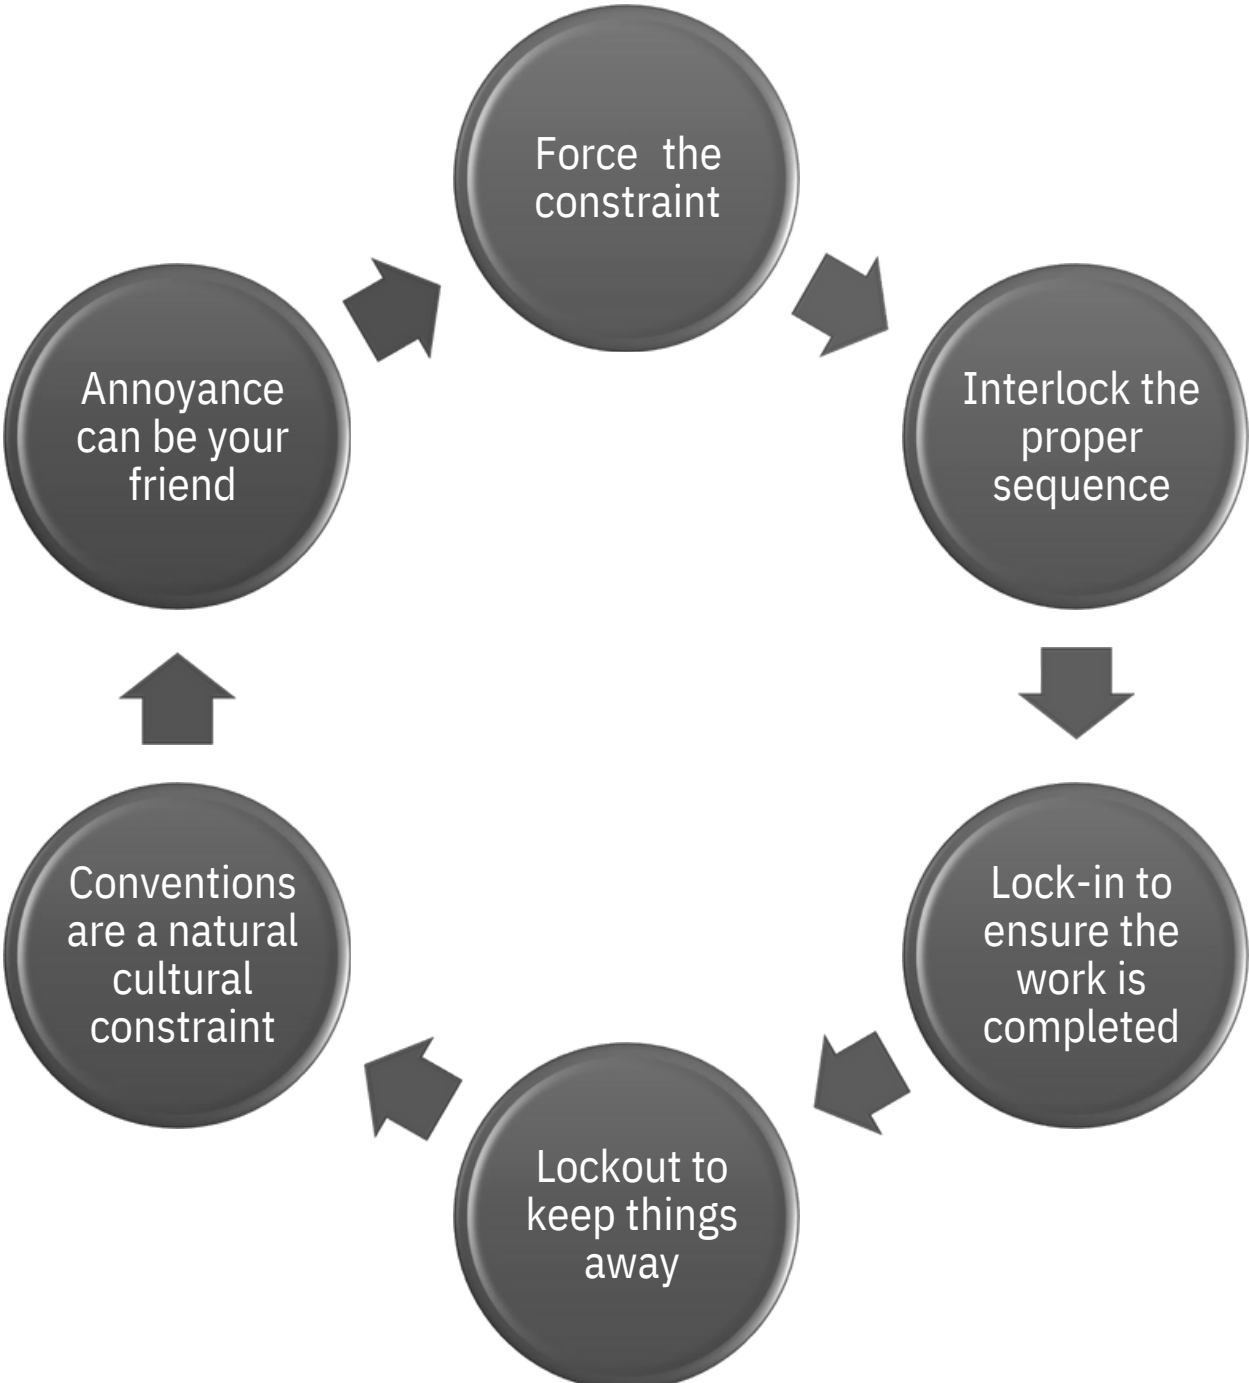 Force the
constraint
Interlock the
proper
sequence
Lock-in to
ensure the
work is
completed
Lockout to
keep things
away
Conventions
are a natural
cultural
constraint
Annoyance
can be your
friend